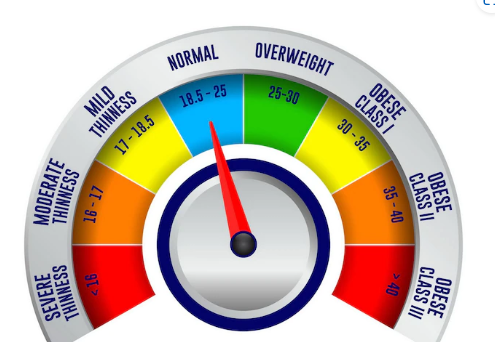 SEVERE
THINNESS
< 16
MODERATE
THINNESS
16 - 17
MILD
THINNESS
17 - 18.5
NORMAL
18.5 - 25
OVERWEIGHT
25-30
OBESE
CLASS I
30 - 35
OBESE
CLASS II
35 - 40
OBESE
CLASS III
> 40